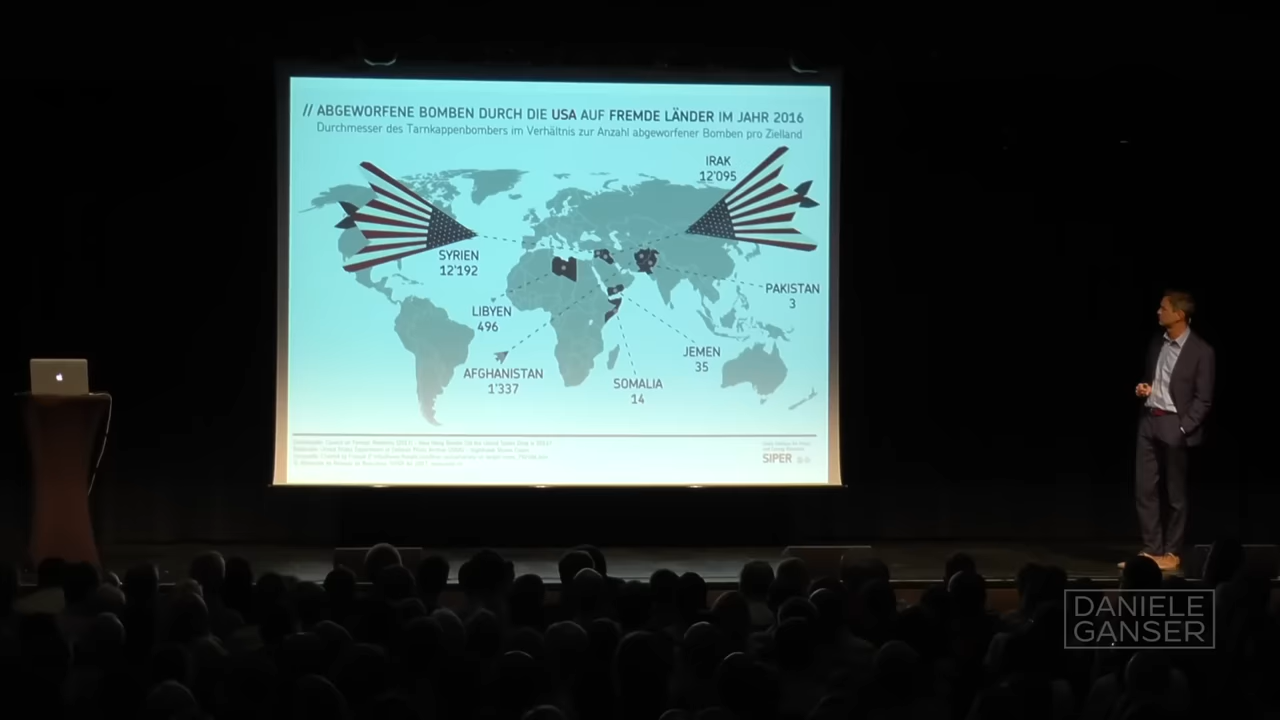 // ABGEWORFENE BOMBEN DURCH DIE USA AUF FREMDE LÄNDER IM JAHR 2016
Durchmesser des Tarnkappenbombers im Verhältnis zur Anzahl abgeworfener Bomben pro Zielland
IRAK
12'095
SYRIEN
12'192
PAKISTAN
3
LIBYEN
496
JEMEN
35
AFGHANISTAN
1'337
SOMALIA
14
SIPER
DANIELE
GANSER